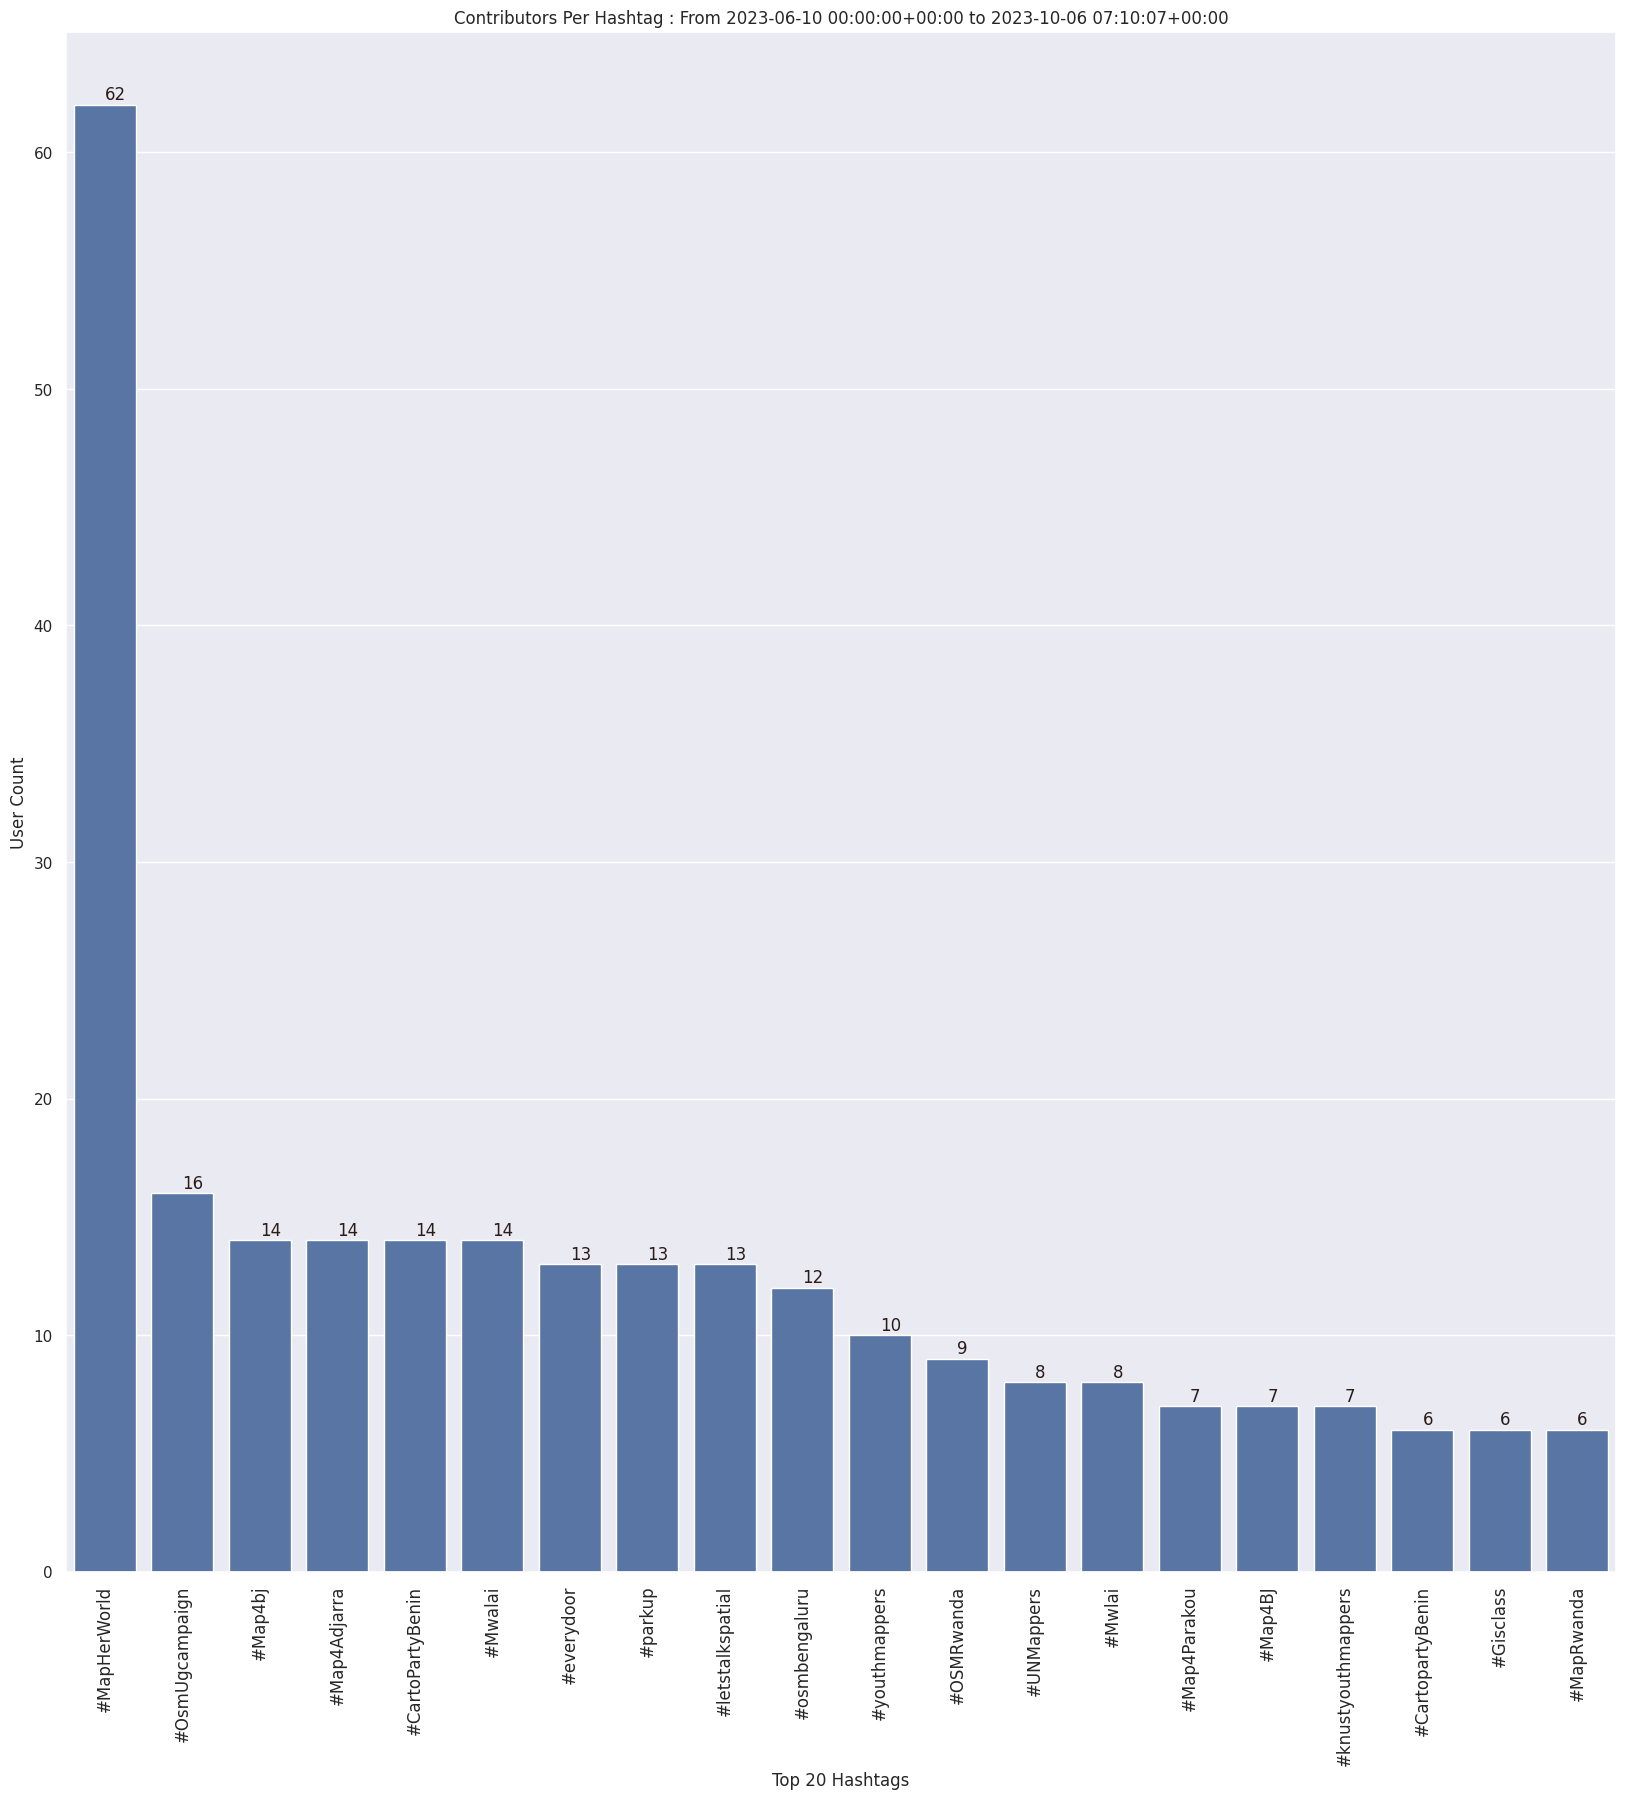 Contributors Per Hashtag : From 2023-06-10 00:00:00+00:00 to 2023-10-06 07:10:07+00:00
User Count
60
50
40
30
20
10
0
62
16
14
14
14
14
13
13
13
12
10
9
8
8
7
7
7
6
6
6
#MapHerWorld
#OsmUgcampaign
#Map4bj
#Map4Adjarra
#CartoPartyBenin
#Mwalai
#everydoor
#parkup
#letstalkspatial
#osmbengaluru
#youthmappers
#OSMRwanda
#UNMappers
#Mwlai
#Map4Parakou
#Map4BJ
#knustyouthmappers
#CartopartyBenin
#Gisclass
#MapRwanda
Top 20 Hashtags